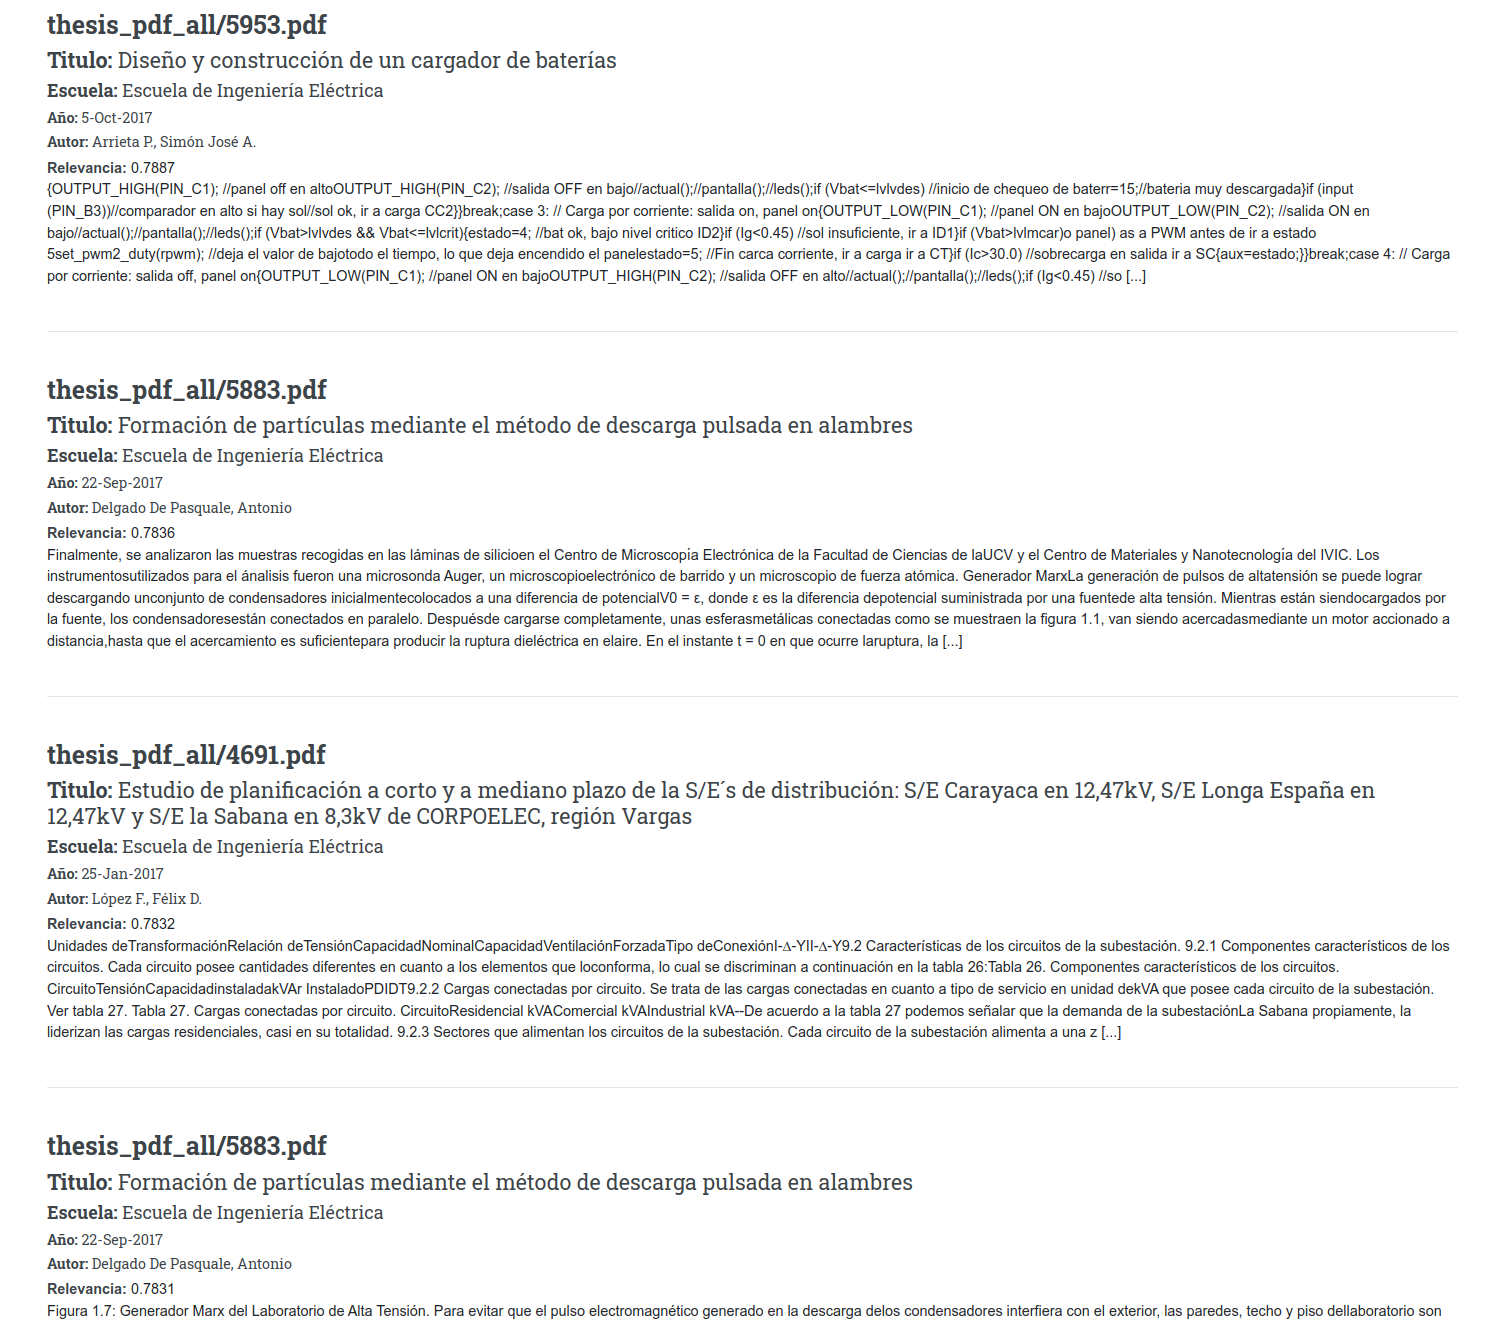 thesis_pdf_all/5953.pdf
Titulo: Diseño y construcción de un cargador de baterías
Escuela: Escuela de Ingeniería Eléctrica
Año: 5-Oct-2017
Autor: Arrieta P., Simón José A.
Relevancia: 0.7887
{OUTPUT_HIGH(PIN_C1); //panel off en altoOUTPUT_HIGH(PIN_C2); //salida OFF en bajo//actual();//pantalla();//leds();if (Vbat<=lvlvdes) //inicio de chequeo de baterr=15;//bateria muy descargada}if (input
(PIN_B3))//comparador en alto si hay sol//sol ok, ir a carga CC2}}break;case 3: // Carga por corriente: salida on, panel on{OUTPUT_LOW(PIN_C1); //panel ON en bajoOUTPUT_LOW(PIN_C2); //salida ON en
bajo//actual();//pantalla();//leds();if (Vbat>lvlvdes && Vbat<=lvlcrit){estado=4; //bat ok, bajo nivel critico ID2}if (Ig<0.45) //sol insuficiente, ir a ID1}if (Vbat>lvlmcar)o panel) as a PWM antes de ir a estado
5set_pwm2_duty(rpwm); //deja el valor de bajotodo el tiempo, lo que deja encendido el panelestado=5; //Fin carca corriente, ir a carga ir a CT}if (Ic>30.0) //sobrecarga en salida ir a SC{aux=estado;}}break;case 4: // Carga
por corriente: salida off, panel on{OUTPUT_LOW(PIN_C1); //panel ON en bajoOUTPUT_HIGH(PIN_C2); //salida OFF en alto//actual();//pantalla();//leds();if (Ig<0.45) //so [...]
thesis_pdf_all/5883.pdf
Titulo: Formación de partículas mediante el método de descarga pulsada en alambres
Escuela: Escuela de Ingeniería Eléctrica
Año: 22-Sep-2017
Autor: Delgado De Pasquale, Antonio
Relevancia: 0.7836
Finalmente, se analizaron las muestras recogidas en las láminas de silicioen el Centro de Microscopía Electrónica de la Facultad de Ciencias de laUCV y el Centro de Materiales y Nanotecnología del IVIC. Los
instrumentosutilizados para el ánalisis fueron una microsonda Auger, un microscopioelectrónico de barrido y un microscopio de fuerza atómica. Generador MarxLa generación de pulsos de altatensión se puede lograr
descargando unconjunto de condensadores inicialmentecolocados a una diferencia de potencialV0 = ε, donde ε es la diferencia depotencial suministrada por una fuentede alta tensión. Mientras están siendocargados por
la fuente, los condensadoresestán conectados en paralelo. Despuésde cargarse completamente, unas esferasmetálicas conectadas como se muestraen la figura 1.1, van siendo acercadasmediante un motor accionado a
distancia,hasta que el acercamiento es suficientepara producir la ruptura dieléctrica en elaire. En el instante t = 0 en que ocurre laruptura, la [...]
thesis_pdf_all/4691.pdf
Titulo: Estudio de planificación a corto y a mediano plazo de la S/E´s de distribución: S/E Carayaca en 12,47kV, S/E Longa España en
12,47kV y S/E la Sabana en 8,3kV de CORPOELEC, región Vargas
Escuela: Escuela de Ingeniería Eléctrica
Año: 25-Jan-2017
Autor: López F., Félix D.
Relevancia: 0.7832
Unidades deTransformaciónRelación deTensiónCapacidadNominalCapacidadVentilaciónForzadaTipo deConexiónI-∆-YII-∆-Y9.2 Características de los circuitos de la subestación. 9.2.1 Componentes característicos de los
circuitos. Cada circuito posee cantidades diferentes en cuanto a los elementos que loconforma, lo cual se discriminan a continuación en la tabla 26:Tabla 26. Componentes característicos de los circuitos.
CircuitoTensiónCapacidadinstaladakVAr InstaladoPDIDT9.2.2 Cargas conectadas por circuito. Se trata de las cargas conectadas en cuanto a tipo de servicio en unidad dekVA que posee cada circuito de la subestación.
Ver tabla 27. Tabla 27. Cargas conectadas por circuito. CircuitoResidencial kVAComercial kVAIndustrial kVA--De acuerdo a la tabla 27 podemos señalar que la demanda de la subestaciónLa Sabana propiamente, la
liderizan las cargas residenciales, casi en su totalidad. 9.2.3 Sectores que alimentan los circuitos de la subestación. Cada circuito de la subestación alimenta a una z [...]
thesis_pdf_all/5883.pdf
Titulo: Formación de partículas mediante el método de descarga pulsada en alambres
Escuela: Escuela de Ingeniería Eléctrica
Año: 22-Sep-2017
Autor: Delgado De Pasquale, Antonio
Relevancia: 0.7831
Figura 1.7: Generador Marx del Laboratorio de Alta Tensión. Para evitar que el pulso electromagnético generado en la descarga delos condensadores interfiera con el exterior, las paredes, techo y piso dellaboratorio son